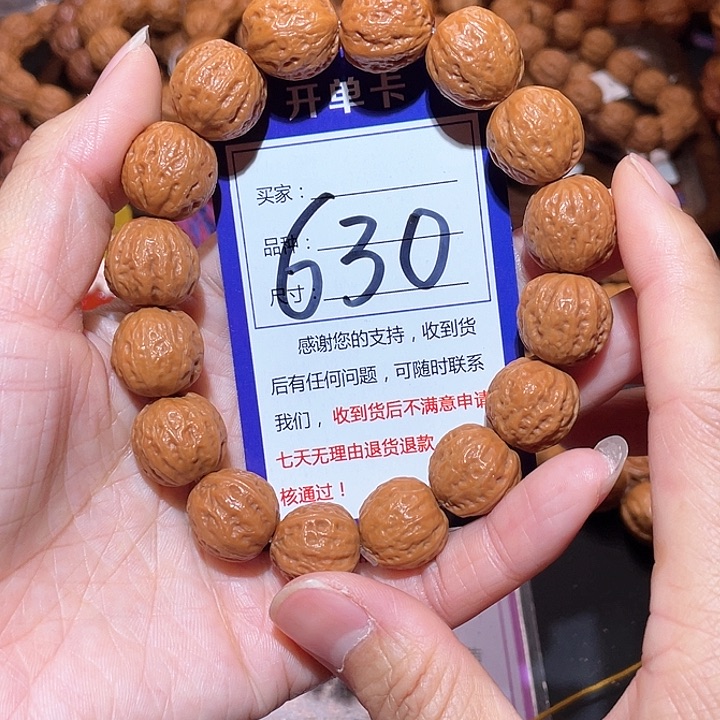 开单卡
买家：
品种：
630
尺寸：
感谢您的支持，收到货
后有任何问题，可随时联系
我们，收到货后不满意申请
七天无理由退货退款
核通过！